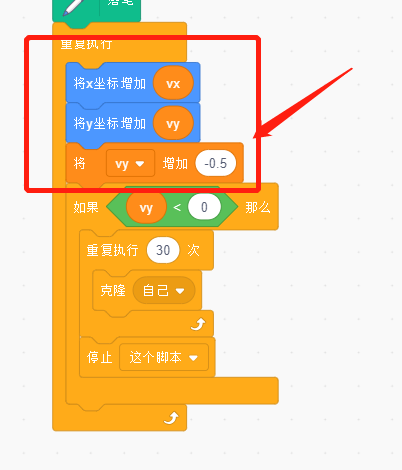 落笔
重复执行
将x坐标增加 vx
将y坐标增加 vy
将 vy 增加 -0.5
如果 vy < 0 那么
重复执行 30 次
克隆 自己
停止 这个脚本